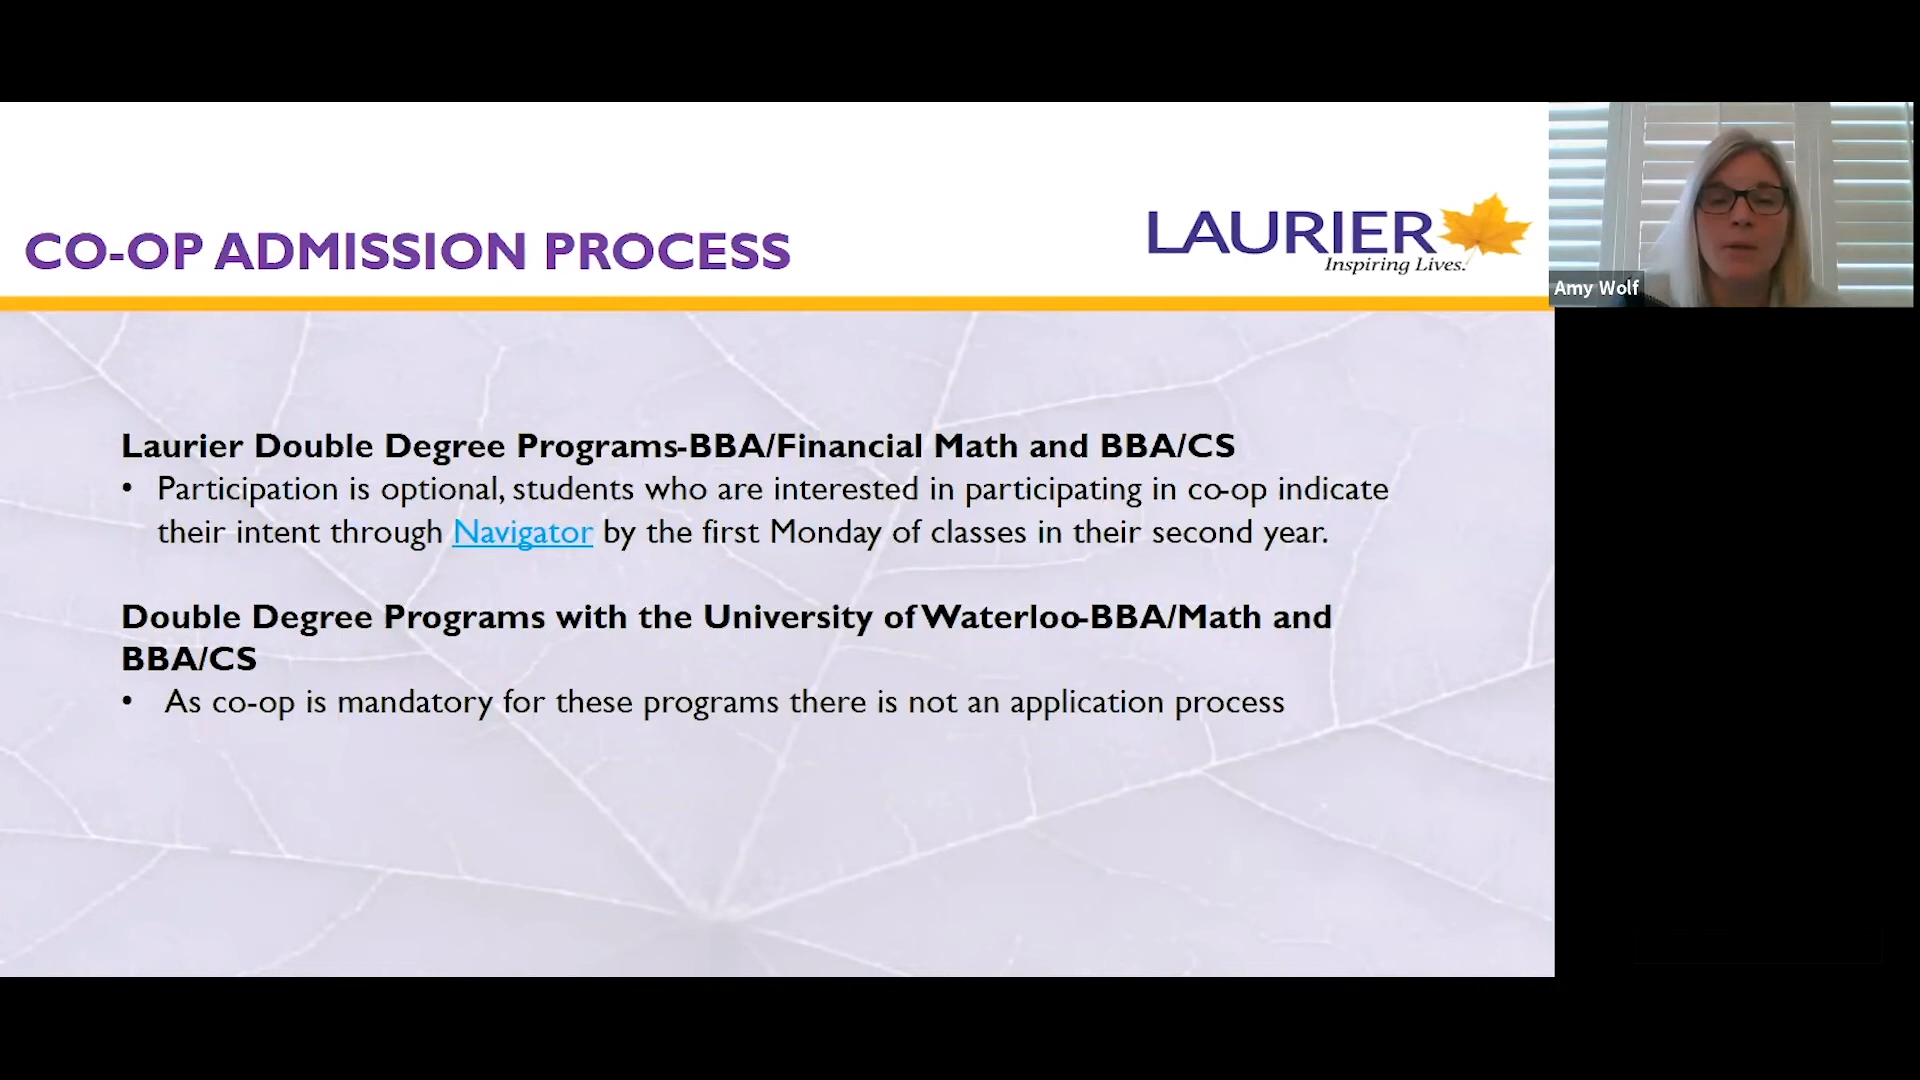 CO-OP ADMISSION PROCESS
LAURIER
Inspiring Lives.
Amy Wolf
Laurier Double Degree Programs-BBA/Financial Math and BBA/CS
• Participation is optional, students who are interested in participating in co-op indicate
their intent through Navigator by the first Monday of classes in their second year.
Double Degree Programs with the University of Waterloo-BBA/Math and
BBA/CS
• As co-op is mandatory for these programs there is not an application process